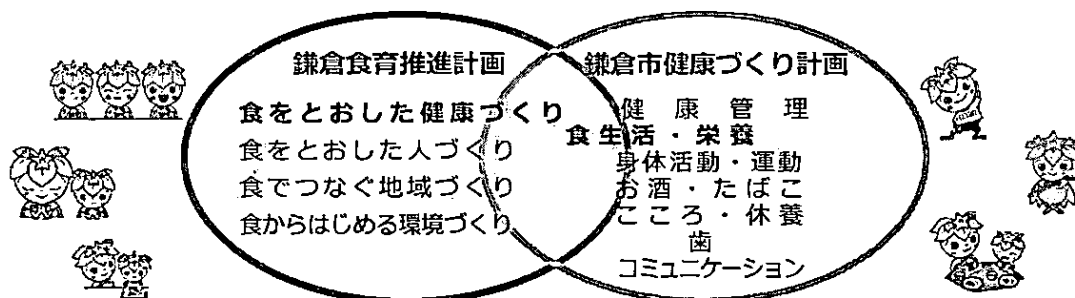 鎌倉食育推進計画
食をとおした健康づくり
食をとおした人づくり
食でつなぐ地域づくり
食からはじめる環境づくり
鎌倉市健康づくり計画
健康管理
食生活・栄養
身体活動・運動
お酒・たばこ
こころ・休養
歯
コミュニケーション